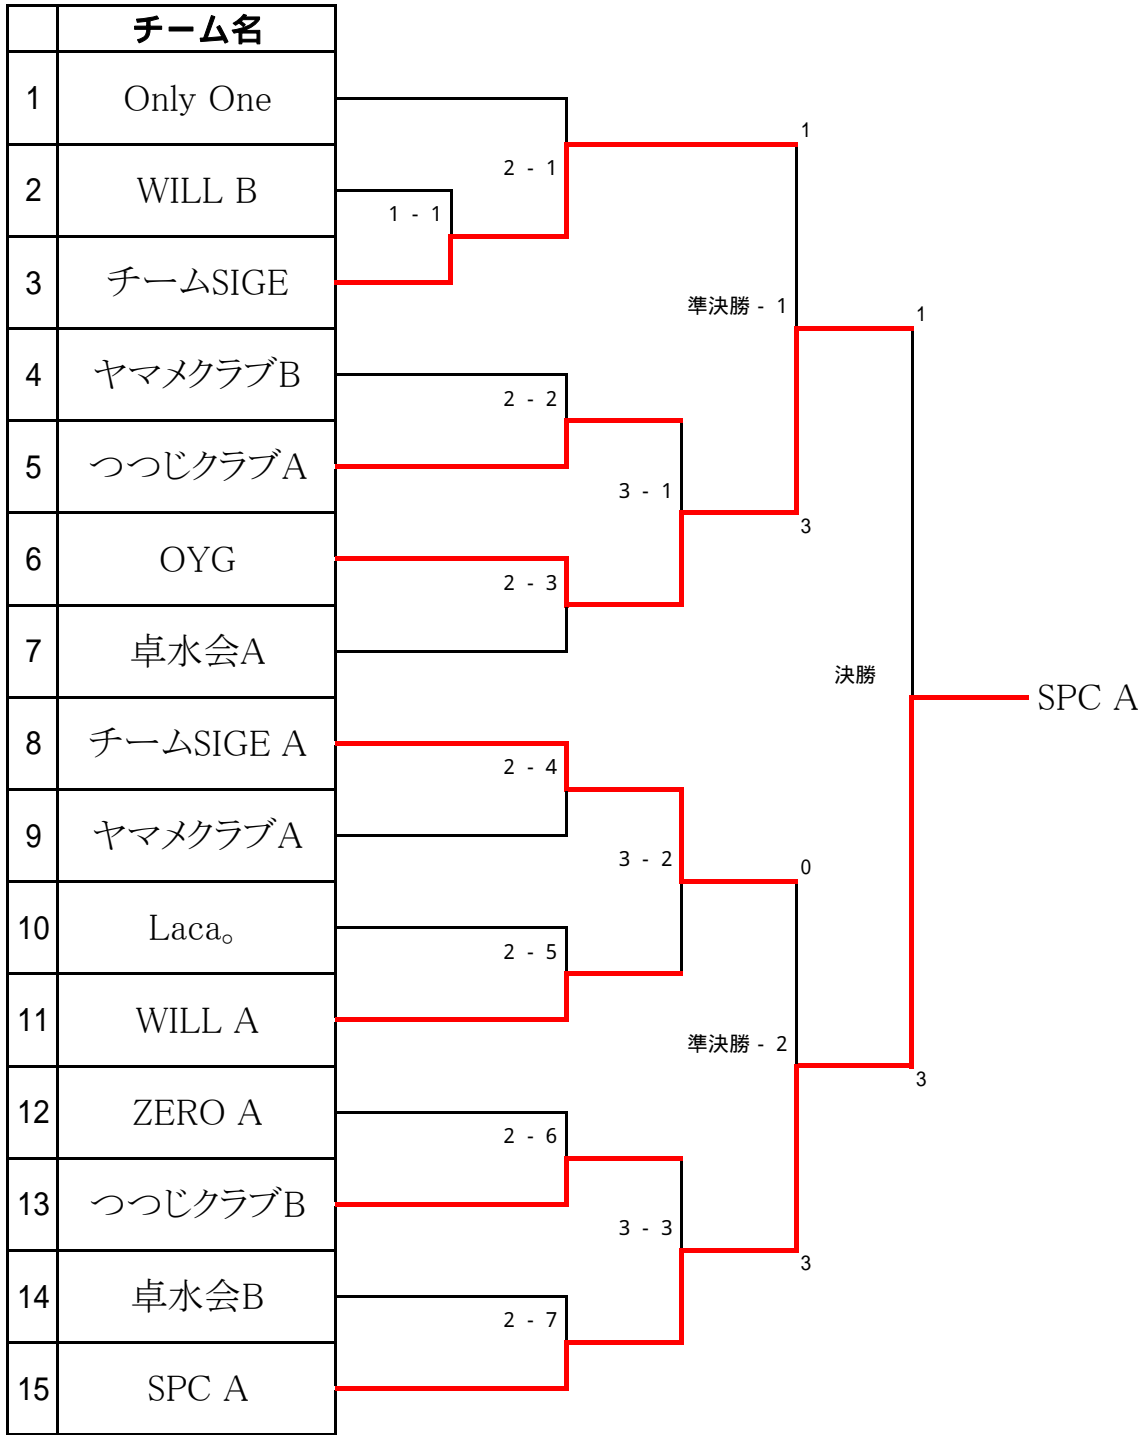 チーム名
1 Only One
2 WILL B
3 チームSIGE
4 ヤマメクラブB
5 つつじクラブA
6 OYG
7 卓水会A
8 チームSIGE A
9 ヤマメクラブA
10 Laca。
11 WILL A
12 ZERO A
13 つつじクラブB
14 卓水会B
15 SPC A
1 - 1
2 - 1
2 - 2
2 - 3
2 - 4
2 - 5
2 - 6
2 - 7
3 - 1
3 - 2
3 - 3
1
準決勝 - 1
3
0
準決勝 - 2
3
1
決勝
3
SPC A